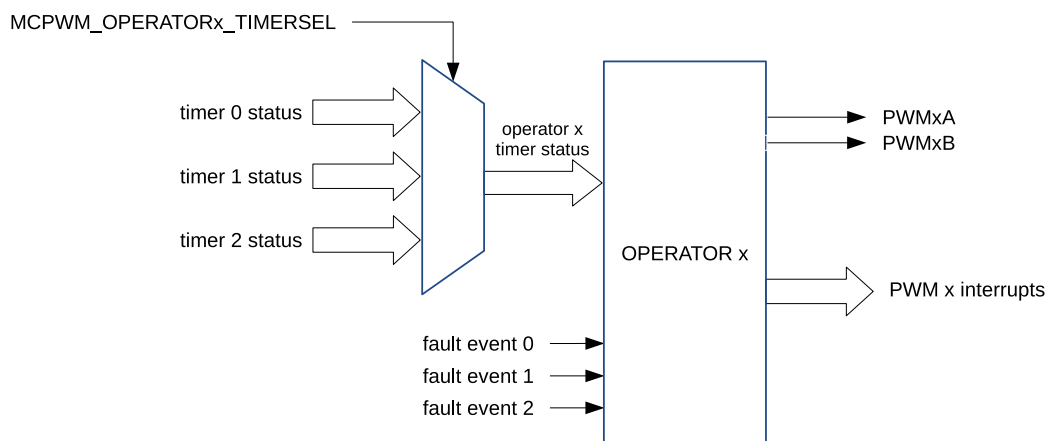 MCPWM_OPERATORx_TIMERSEL
timer 0 status
timer 1 status
timer 2 status
operator x
timer status
OPERATOR x
PWMxA
PWMxB
PWM x interrupts
fault event 0
fault event 1
fault event 2